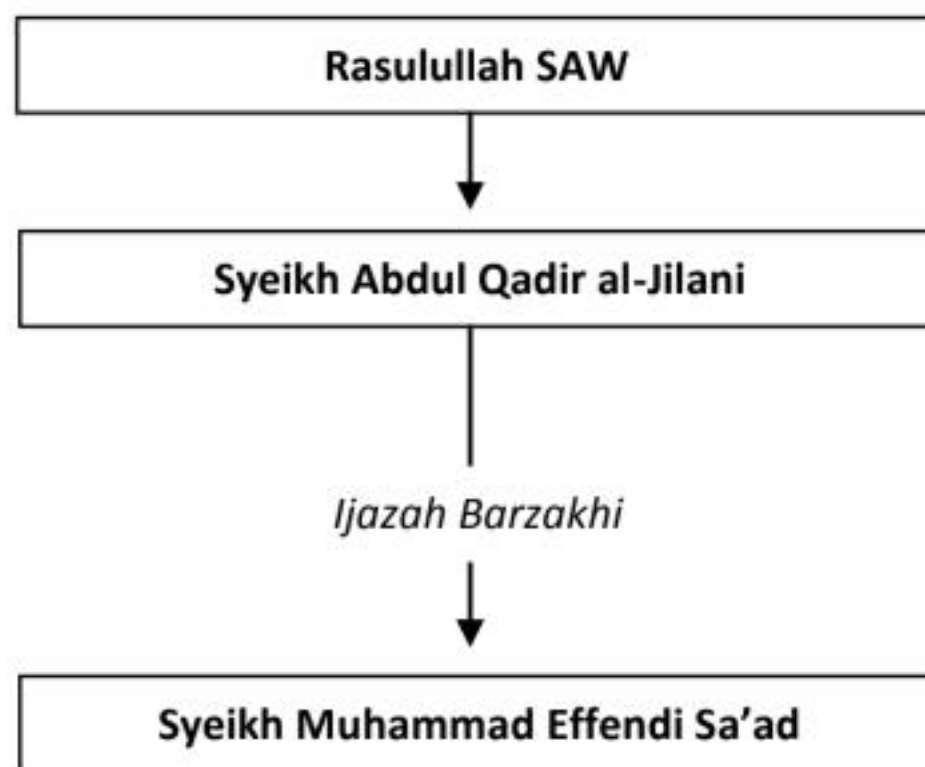 Rasulullah SAW
Syeikh Abdul Qadir al-Jilani
Ijazah Barzakhi
Syeikh Muhammad Effendi Sa’ad